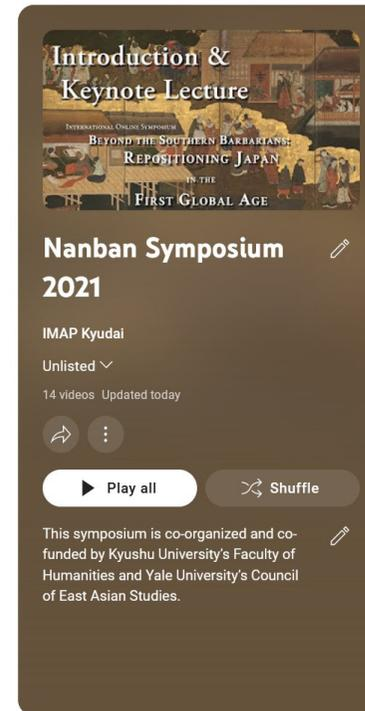 Introduction &
Keynote Lecture
International Online Symposium
Beyond the Southern Barbarians:
Repositioning Japan
in the
First Global Age
Nanban Symposium
2021
IMAP Kyudai
Unlisted
14 videos Updated today
Play all
Shuffle
This symposium is co-organized and co-
funded by Kyushu University's Faculty of
Humanities and Yale University's Council
of East Asian Studies.